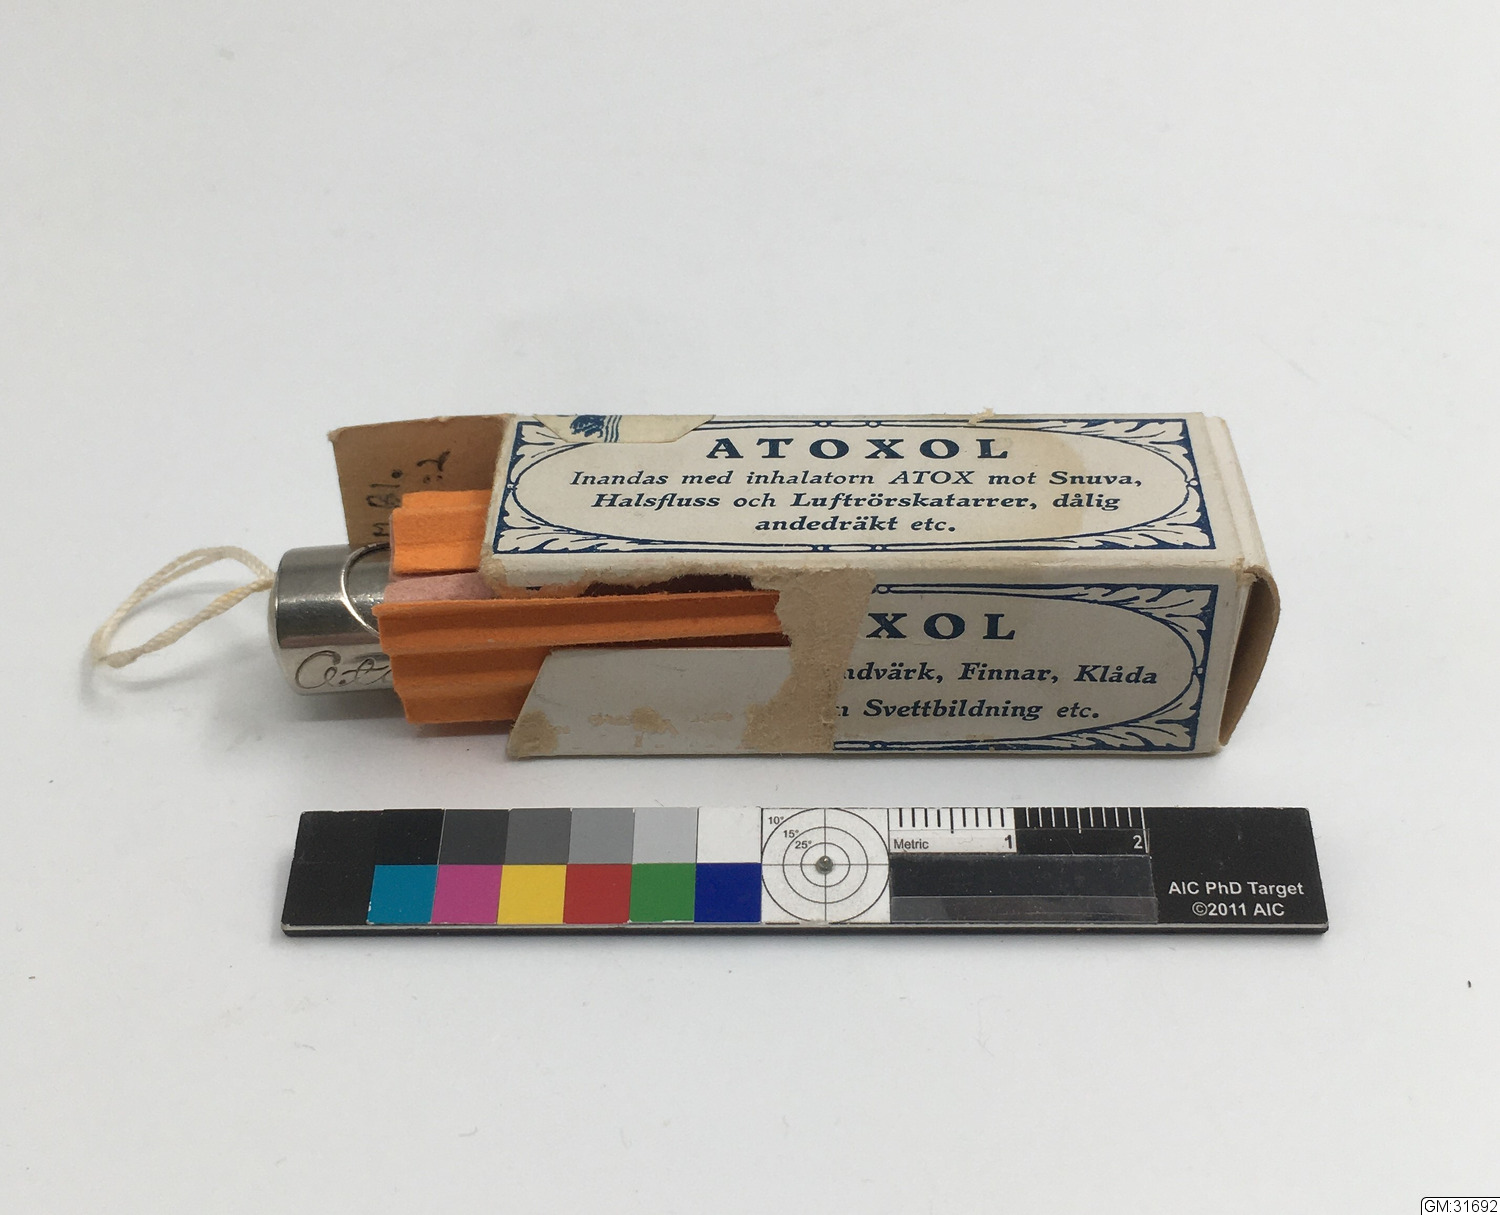 ATOXOL
Inandas med inhalatorn ATOX mot Snuva,
Halsfluss och Luftrörskatarrer, dålig
andedräkt etc.
XOL
ndvärk, Finnar, Klåda
Svettbildning etc.
10°
15°
25°
Metric 1 2
AIC PhD Target
©2011 AIC
GM:31692